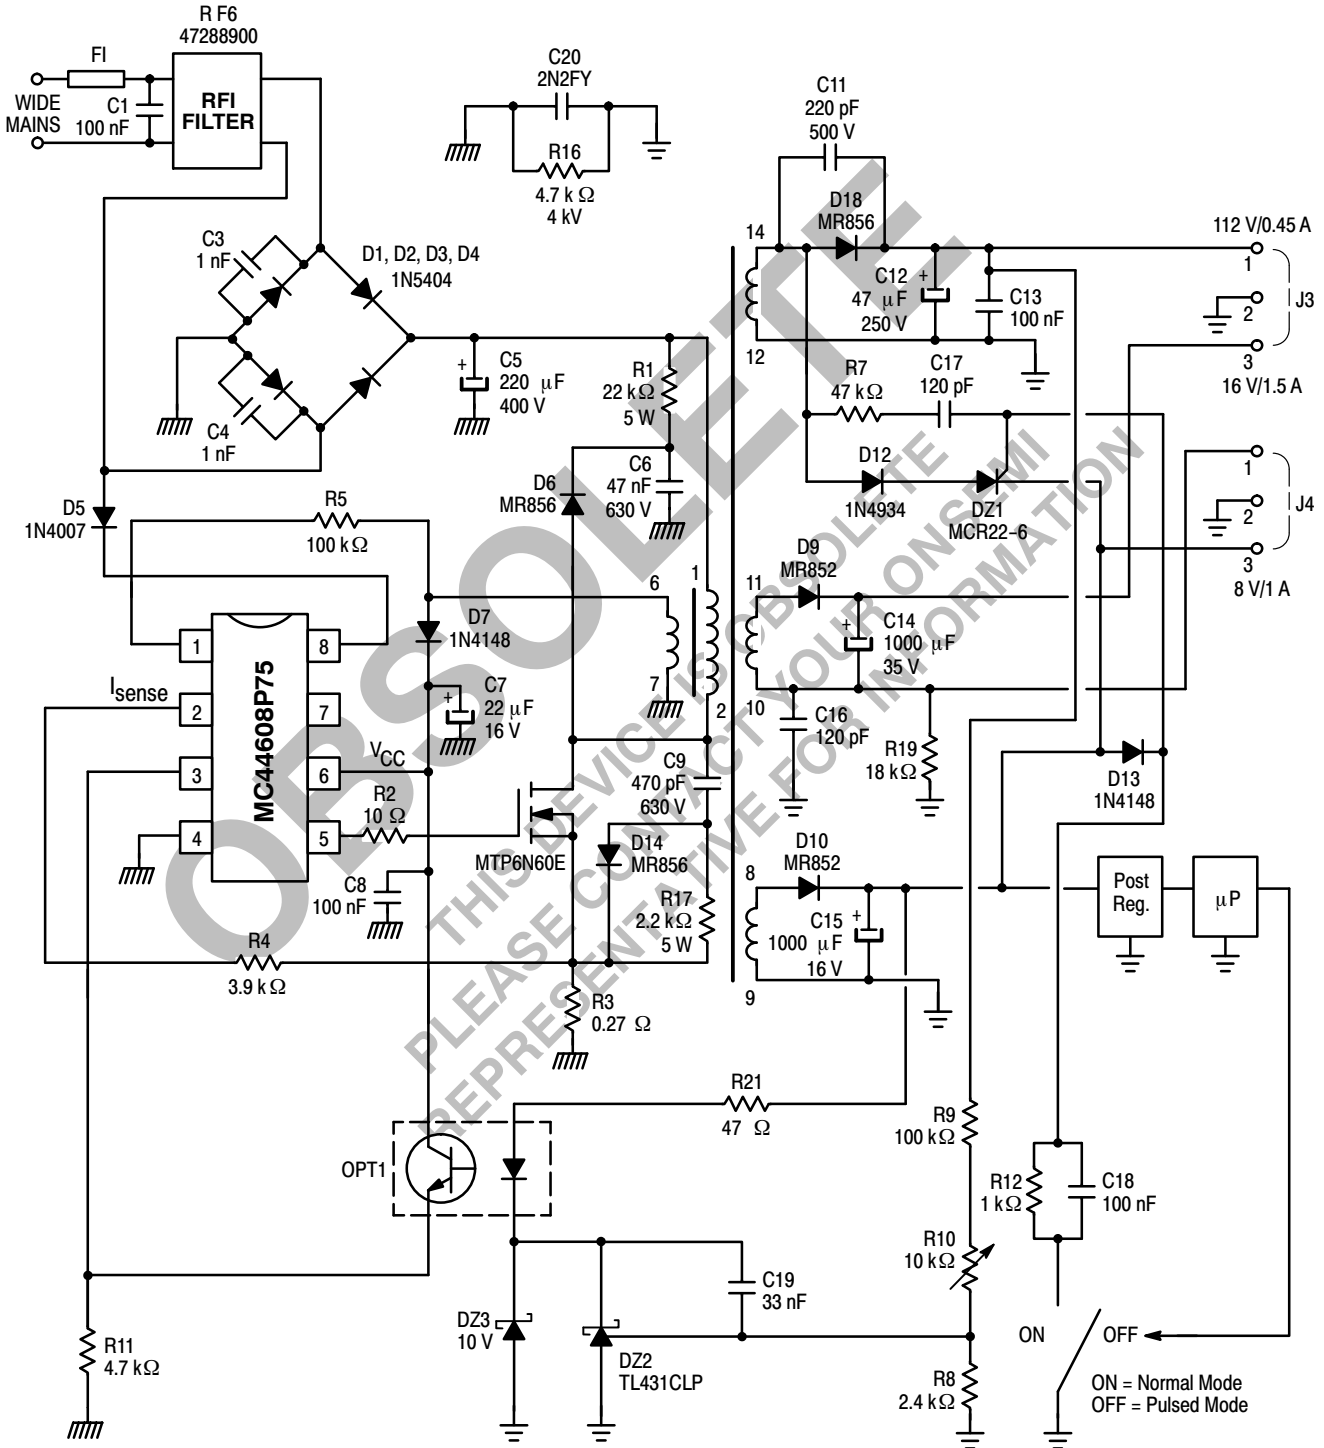 R F6
47288900
FI
WIDE
MAINS
C1
100 nF
RFI
FILTER
C20
2N2FY
R16
4.7 k Ω
4 kV
C11
220 pF
500 V
D18
MR856
14
12
C12
+
47 μF
250 V
C13
100 nF
112 V/0.45 A
1
2
3
J3
16 V/1.5 A
C3
1 nF
D1, D2, D3, D4
1N5404
C4
1 nF
+
C5
220 μF
400 V
R1
22 kΩ
5 W
R7
47 kΩ
C17
120 pF
D12
1N4934
DZ1
MCR22-6
1
2
3
J4
8 V/1 A
D5
1N4007
R5
100 kΩ
D6
MR856
C6
47 nF
630 V
D7
1N4148
6
7
1
2
D9
MR852
11
10
+
C14
1000 μF
35 V
C16
120 pF
R19
18 kΩ
D13
1N4148
MC44608P75
1
2
3
4
8
7
6
5
Isense
VCC
+
C7
22 μF
16 V
R2
10 Ω
MTP6N60E
C9
470 pF
630 V
D14
MR856
R17
2.2 kΩ
5 W
C8
100 nF
R4
3.9 kΩ
R3
0.27 Ω
D10
MR852
8
9
C15
+
1000 μF
16 V
Post
Reg.
μP
R21
47 Ω
OPT1
R9
100 kΩ
R12
1 kΩ
C18
100 nF
R10
10 kΩ
C19
33 nF
DZ3
10 V
DZ2
TL431CLP
R11
4.7 kΩ
R8
2.4 kΩ
ON
OFF
ON = Normal Mode
OFF = Pulsed Mode
OBSOLETE
THIS DEVICE IS OBSOLETE
PLEASE CONTACT YOUR ONSEMI
REPRESENTATIVE FOR INFORMATION